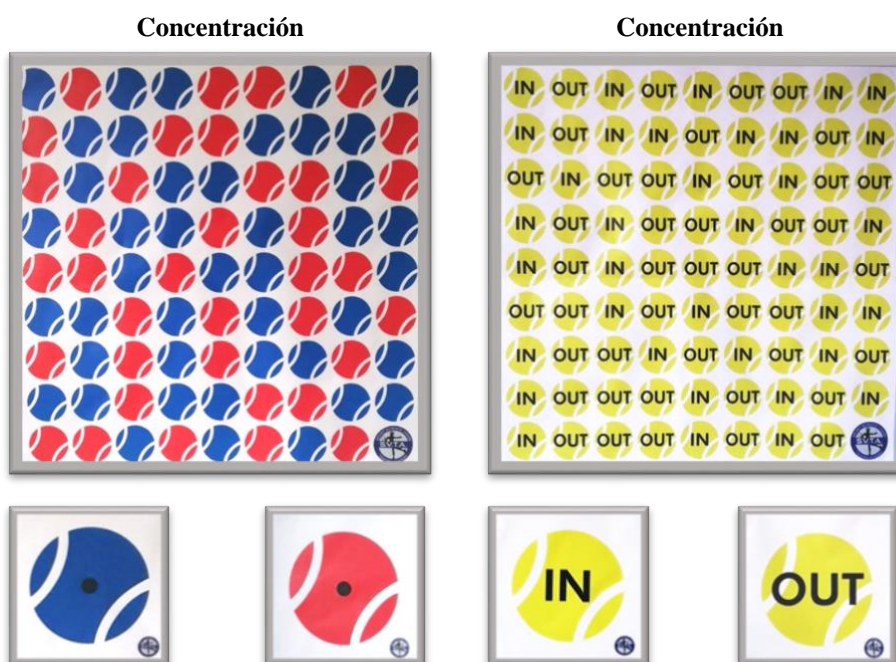 Concentración Concentración
IN OUT IN OUT IN OUT OUT IN IN
IN OUT IN IN OUT IN IN OUT IN
OUT IN OUT OUT IN OUT IN OUT OUT
IN OUT IN OUT OUT IN OUT OUT IN
IN OUT IN OUT OUT OUT IN IN OUT
OUT OUT IN OUT IN OUT OUT IN IN
IN OUT OUT IN OUT IN OUT IN OUT
IN OUT OUT OUT IN OUT IN OUT IN
IN OUT OUT OUT IN OUT IN OUT
IN OUT